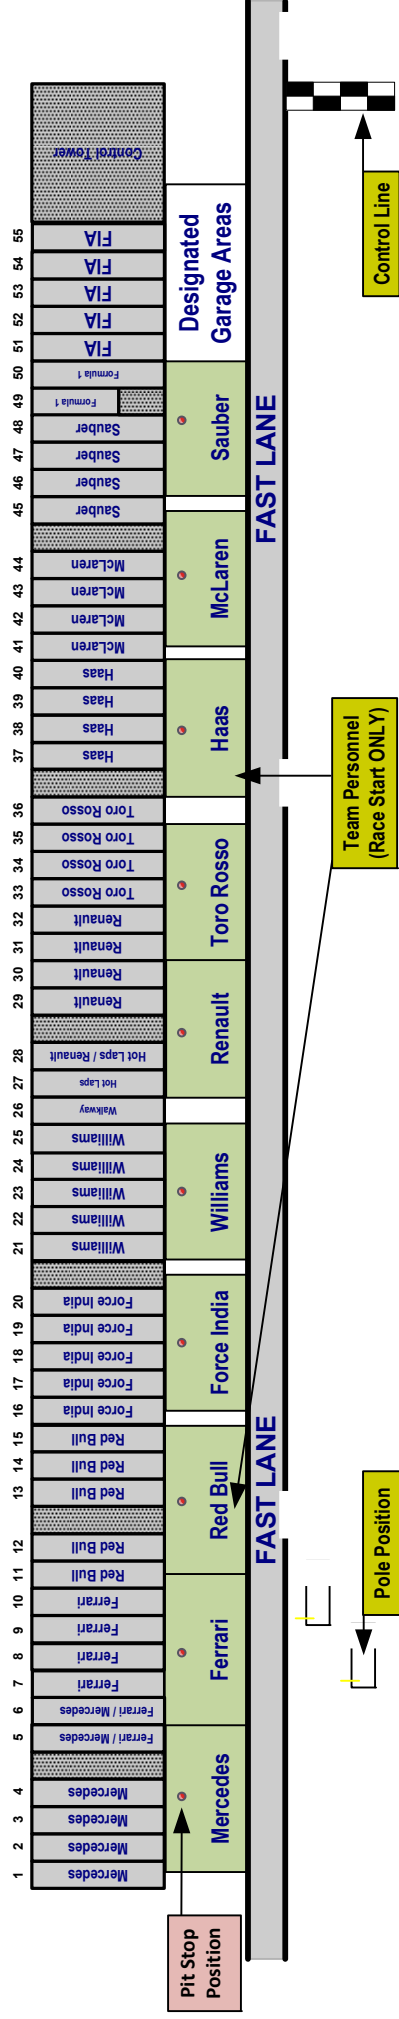 1
2
3
4
5
6
7
8
9
10
11
12
13
14
15
16
17
18
19
20
21
22
23
24
25
26
27
28
29
30
31
32
33
34
35
36
37
38
39
40
41
42
43
44
45
46
47
48
49
50
51
52
53
54
55
Mercedes
Mercedes
Mercedes
Mercedes
Ferrari / Mercedes
Ferrari / Mercedes
Ferrari
Ferrari
Ferrari
Ferrari
Red Bull
Red Bull
Red Bull
Red Bull
Red Bull
Force India
Force India
Force India
Force India
Force India
Williams
Williams
Williams
Williams
Williams
Walkway
Hot Laps
Hot Laps / Renault
Renault
Renault
Renault
Renault
Toro Rosso
Toro Rosso
Toro Rosso
Toro Rosso
Haas
Haas
Haas
Haas
McLaren
McLaren
McLaren
McLaren
Sauber
Sauber
Sauber
Sauber
Formula 1
Formula 1
FIA
FIA
FIA
FIA
FIA
Control Tower
Mercedes
Ferrari
Red Bull
Force India
Williams
Renault
Toro Rosso
Haas
McLaren
Sauber
Designated
Garage Areas
FAST LANE
FAST LANE
Pit Stop
Position
Pole Position
Team Personnel
(Race Start ONLY)
Control Line